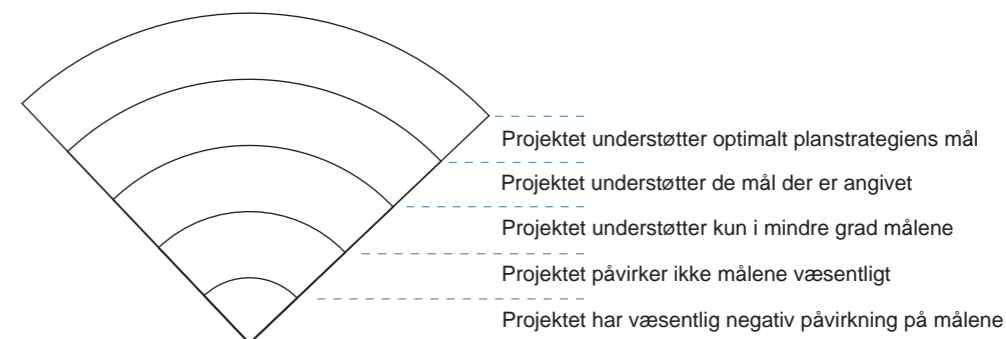 Projektet understøtter optimalt planstrategiens mål
Projektet understøtter de mål der er angivet
Projektet understøtter kun i mindre grad målene
Projektet påvirker ikke målene væsentligt
Projektet har væsentlig negativ påvirkning på målene